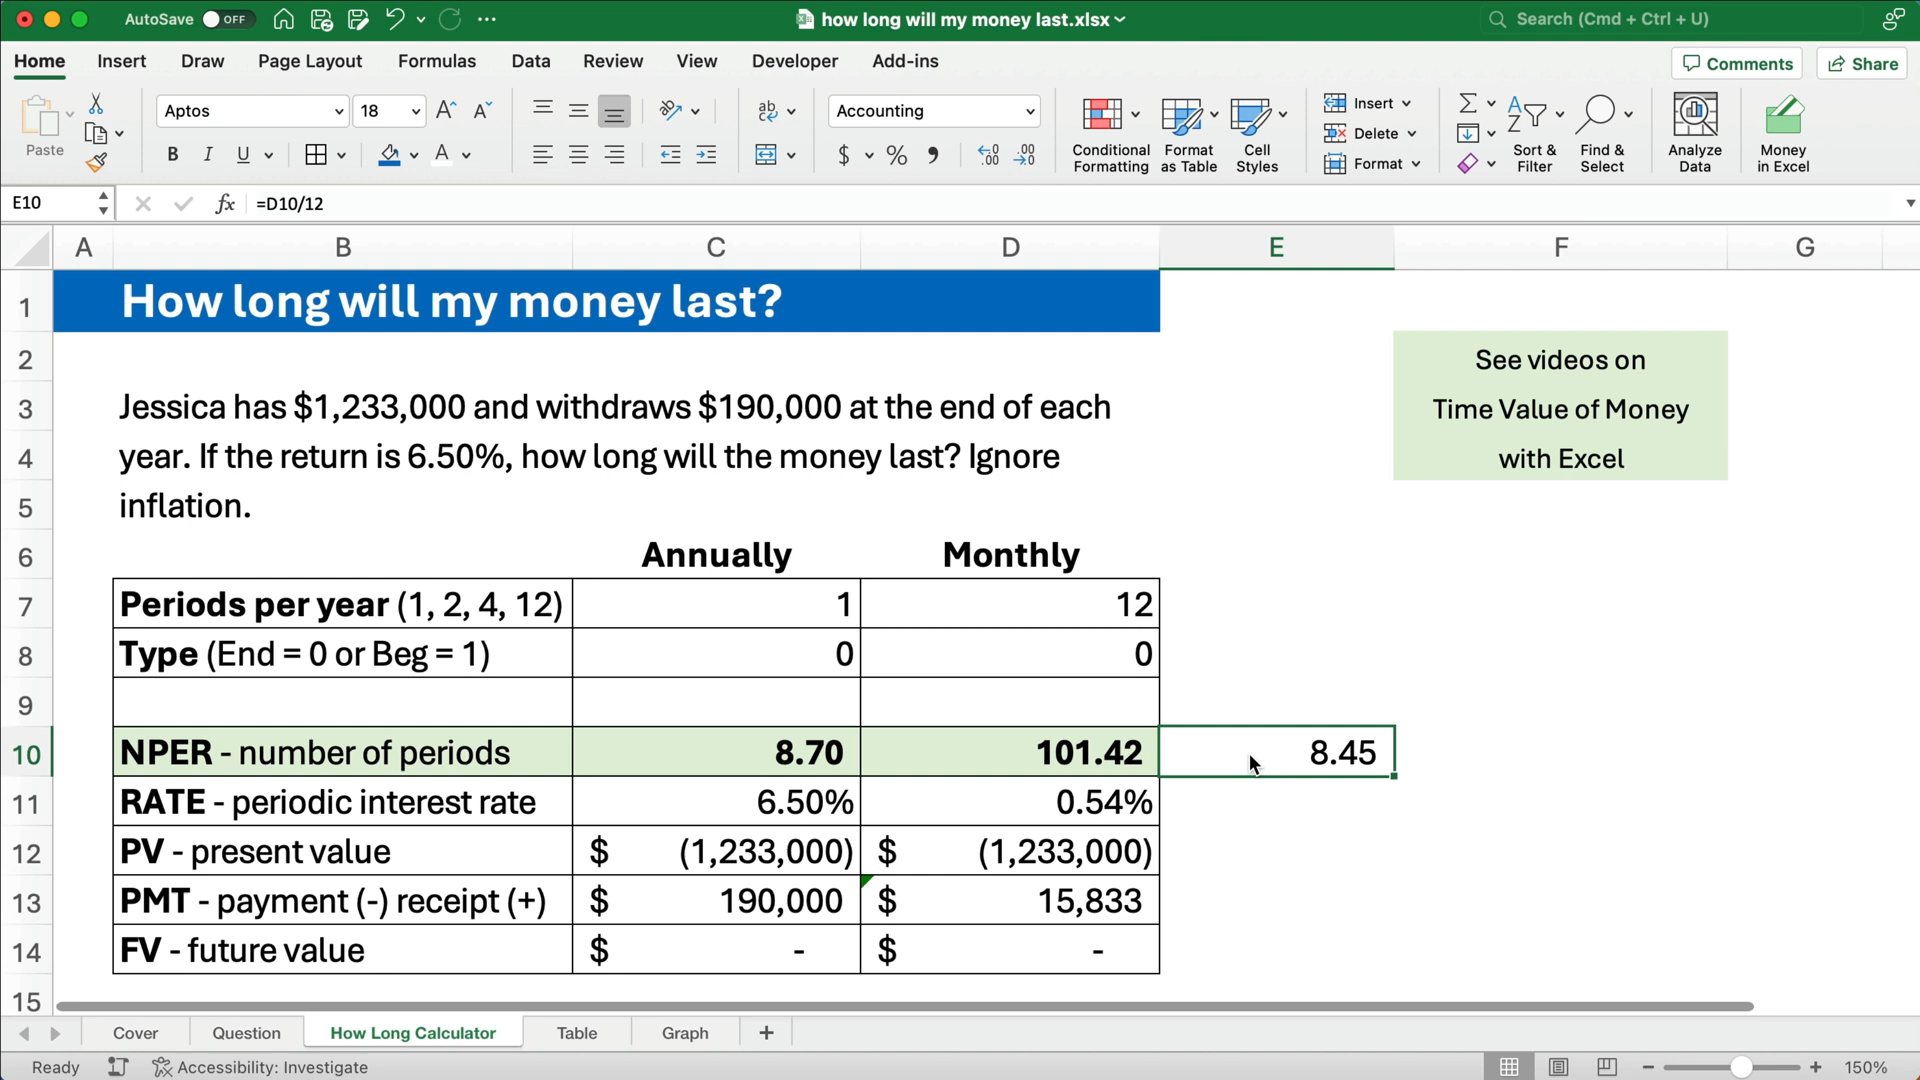 AutoSave OFF how long will my money last.xlsx Search (Cmd + Ctrl + U)
Home Insert Draw Page Layout Formulas Data Review View Developer Add-ins Comments Share
Paste
Aptos 18
B I U
Accounting
$ % 9
Conditional Formatting
Format as Table
Cell Styles
Insert
Delete
Format
Sort & Filter
Find & Select
Analyze Data
Money in Excel
E10 fx =D10/12
A B C D E F G
1 How long will my money last?
2 See videos on
3 Jessica has $1,233,000 and withdraws $190,000 at the end of each Time Value of Money
4 year. If the return is 6.50%, how long will the money last? Ignore with Excel
5 inflation.
6 Annually Monthly
7 Periods per year (1, 2, 4, 12) 1 12
8 Type (End = 0 or Beg = 1) 0 0
9
10 NPER - number of periods 8.70 101.42 8.45
11 RATE - periodic interest rate 6.50% 0.54%
12 PV - present value $ (1,233,000) $ (1,233,000)
13 PMT - payment (-) receipt (+) $ 190,000 $ 15,833
14 FV - future value $ - $ -
15
Cover Question How Long Calculator Table Graph +
Ready Accessibility: Investigate 150%